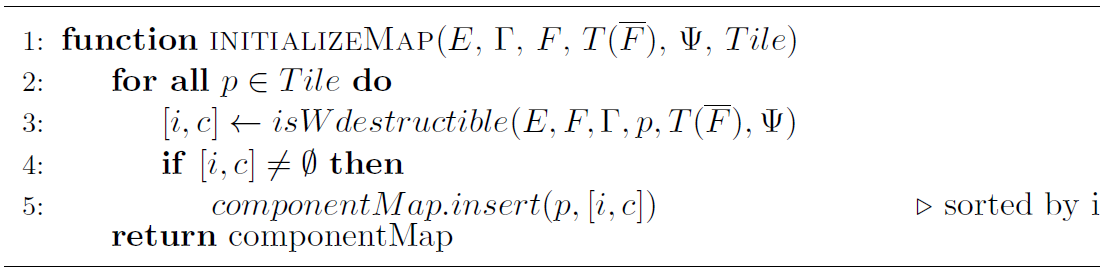 1: function INITIALIZEMAP(E, Γ, F, T(F̅), Ψ, Tile)
2: for all p ∈ Tile do
3: [i, c] ← isWdestructible(E, F, Γ, p, T(F̅), Ψ)
4: if [i, c] ≠ ∅ then
5: componentMap.insert(p, [i, c]) ▷ sorted by i
return componentMap